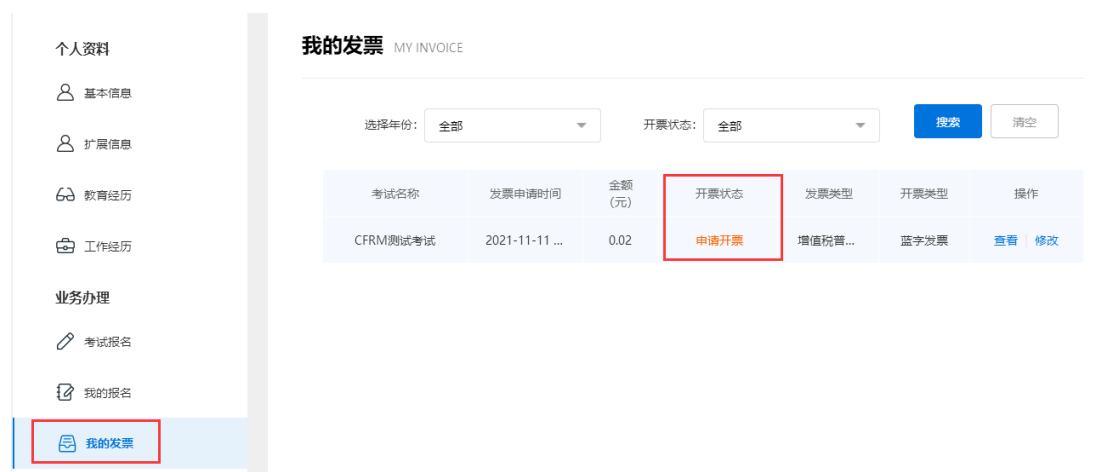 个人资料
基本信息
扩展信息
教育经历
工作经历
业务办理
考试报名
我的报名
我的发票
我的发票 MY INVOICE
选择年份： 全部 开票状态： 全部 搜索 清空
考试名称 发票申请时间 金额（元） 开票状态 发票类型 开票类型 操作
CFRM测试考试 2021-11-11 ... 0.02 申请开票 增值税普... 蓝字发票 查看 修改